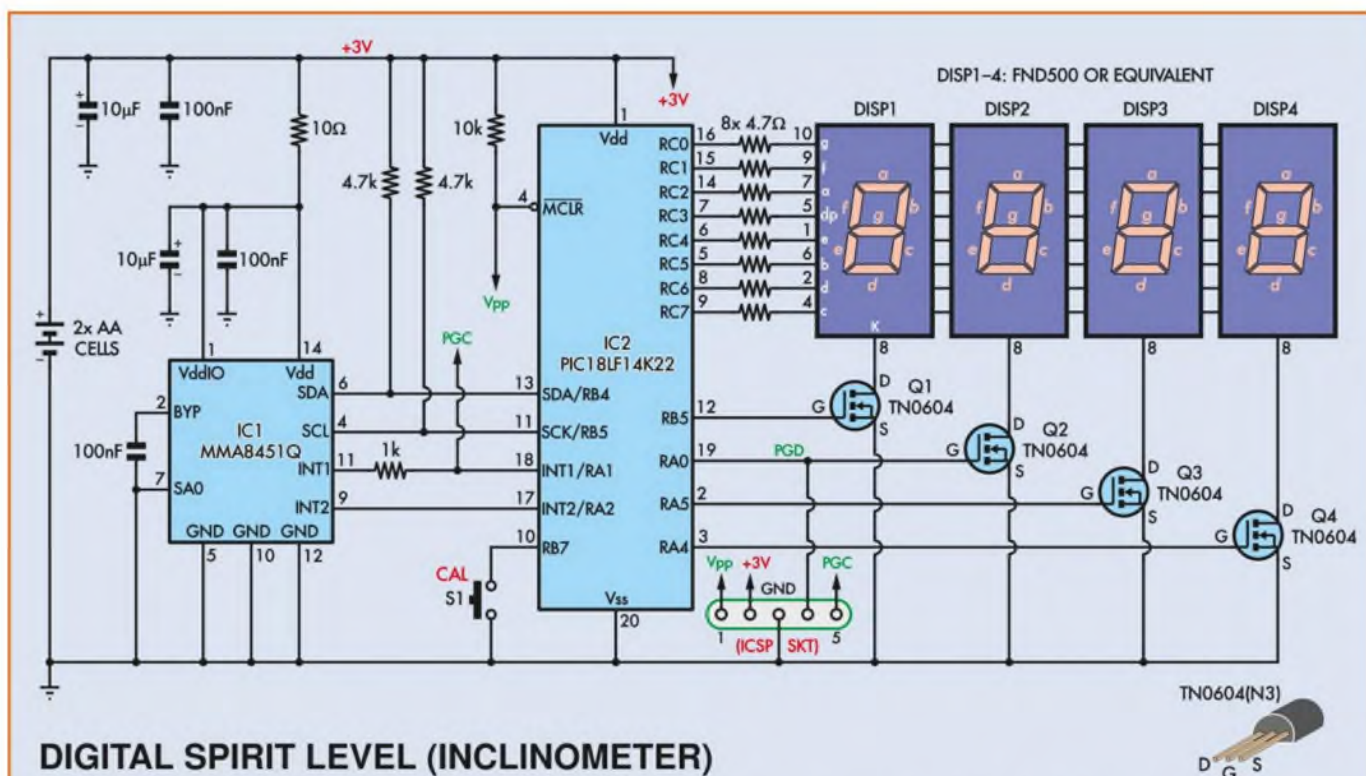 +3V
DISP1–4: FND500 OR EQUIVALENT
10µF
100nF
10Ω
4.7k
4.7k
10k
+3V
1
Vdd
8x 4.7Ω
DISP1
DISP2
DISP3
DISP4
4
MCLR
Vpp
RC0 16 10 g
RC1 15 9 f
RC2 14 7 a
RC3 7 5 dp
RC4 6 1 e
RC5 5 6 b
RC6 8 2 d
RC7 9 4 c
K
a
f
b
g
e
c
d
a
f
b
g
e
c
d
a
f
b
g
e
c
d
a
f
b
g
e
c
d
8
8
8
8
10µF
100nF
+
–
2x AA
CELLS
1
14
VddIO
Vdd
2
BYP
100nF
7
SA0
IC1
MMA8451Q
SDA 6
SCL 4
INT1 11
INT2 9
1k
PGC
GND
GND
GND
5
10
12
IC2
PIC18LF14K22
13 SDA/RB4
11 SCK/RB5
18 INT1/RA1
17 INT2/RA2
10 RB7
CAL
S1
Vss
20
RB5 12
RA0 19
RA5 2
RA4 3
PGD
G
D
S
Q1
TN0604
G
D
S
Q2
TN0604
G
D
S
Q3
TN0604
G
D
S
Q4
TN0604
Vpp
+3V
GND
PGC
1
(ICSP SKT)
5
TN0604(N3)
D
G
S
DIGITAL SPIRIT LEVEL (INCLINOMETER)